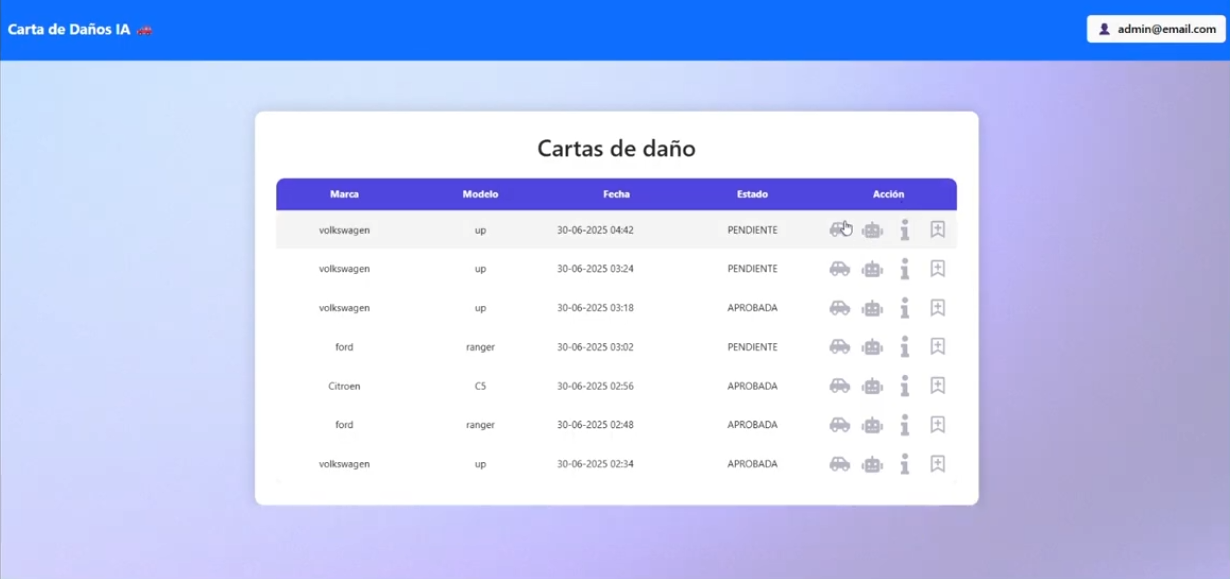 Carta de Daños IA
admin@email.com
Cartas de daño
Marca Modelo Fecha Estado Acción
volkswagen up 30-06-2025 04:42 PENDIENTE
volkswagen up 30-06-2025 03:24 PENDIENTE
volkswagen up 30-06-2025 03:18 APROBADA
ford ranger 30-06-2025 03:02 PENDIENTE
Citroen C5 30-06-2025 02:56 APROBADA
ford ranger 30-06-2025 02:48 APROBADA
volkswagen up 30-06-2025 02:34 APROBADA